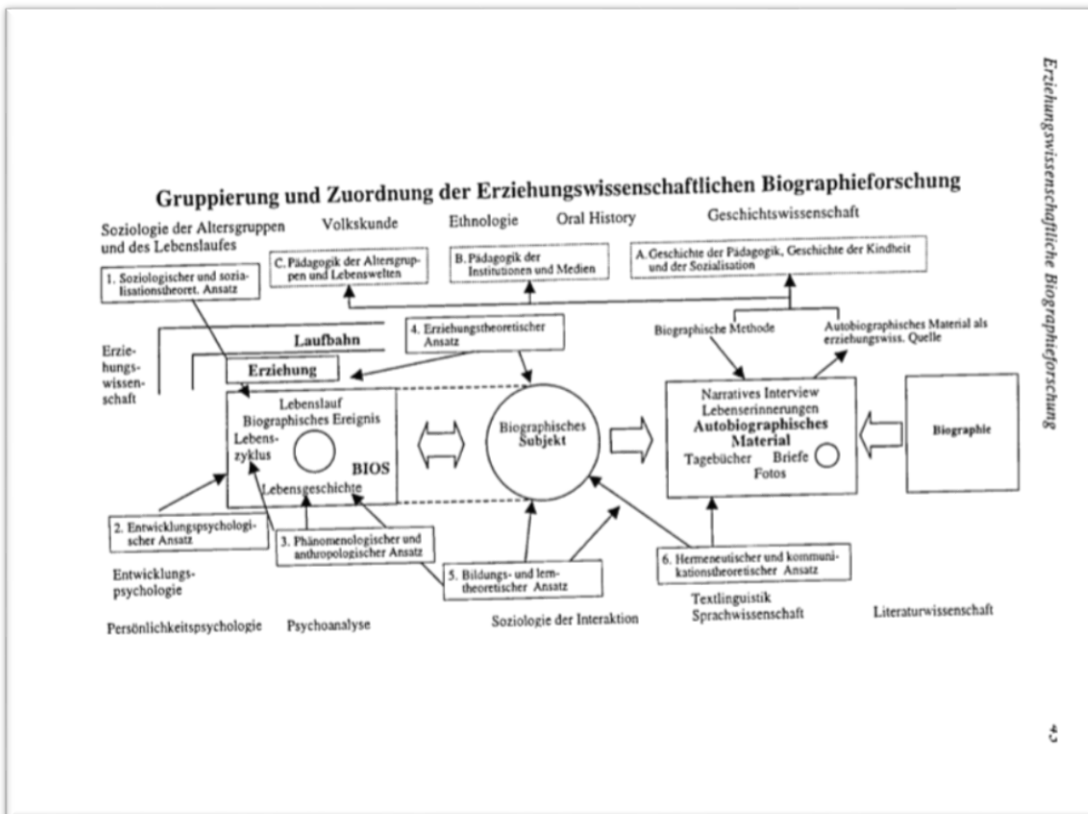 Erziehungswissenschaftliche Biographieforschung
Gruppierung und Zuordnung der Erziehungswissenschaftlichen Biographieforschung
Soziologie der Altersgruppen
und des Lebenslaufes
Volkskunde
Ethnologie
Oral History
Geschichtswissenschaft
1. Soziologischer und sozia-
lisationstheoret. Ansatz
C. Pädagogik der Altersgrup-
pen und Lebenswelten
B. Pädagogik der
Institutionen und Medien
A. Geschichte der Pädagogik, Geschichte der Kindheit
und der Sozialisation
Erzie-
hungs-
wissen-
schaft
Laufbahn
Erziehung
4. Erziehungstheoretischer
Ansatz
Biographische Methode
Autobiographisches Material als
erziehungswiss. Quelle
Lebenslauf
Biographisches Ereignis
Lebens-
zyklus
BIOS
Lebensgeschichte
Biographisches
Subjekt
Narratives Interview
Lebenserinnerungen
Autobiographisches
Material
Tagebücher Briefe
Fotos
Biographie
2. Entwicklungspsychologi-
scher Ansatz
3. Phänomenologischer und
anthropologischer Ansatz
5. Bildungs- und lern-
theoretischer Ansatz
6. Hermeneutischer und kommuni-
kationstheoretischer Ansatz
Entwicklungs-
psychologie
Persönlichkeitspsychologie
Psychoanalyse
Soziologie der Interaktion
Textlinguistik
Sprachwissenschaft
Literaturwissenschaft